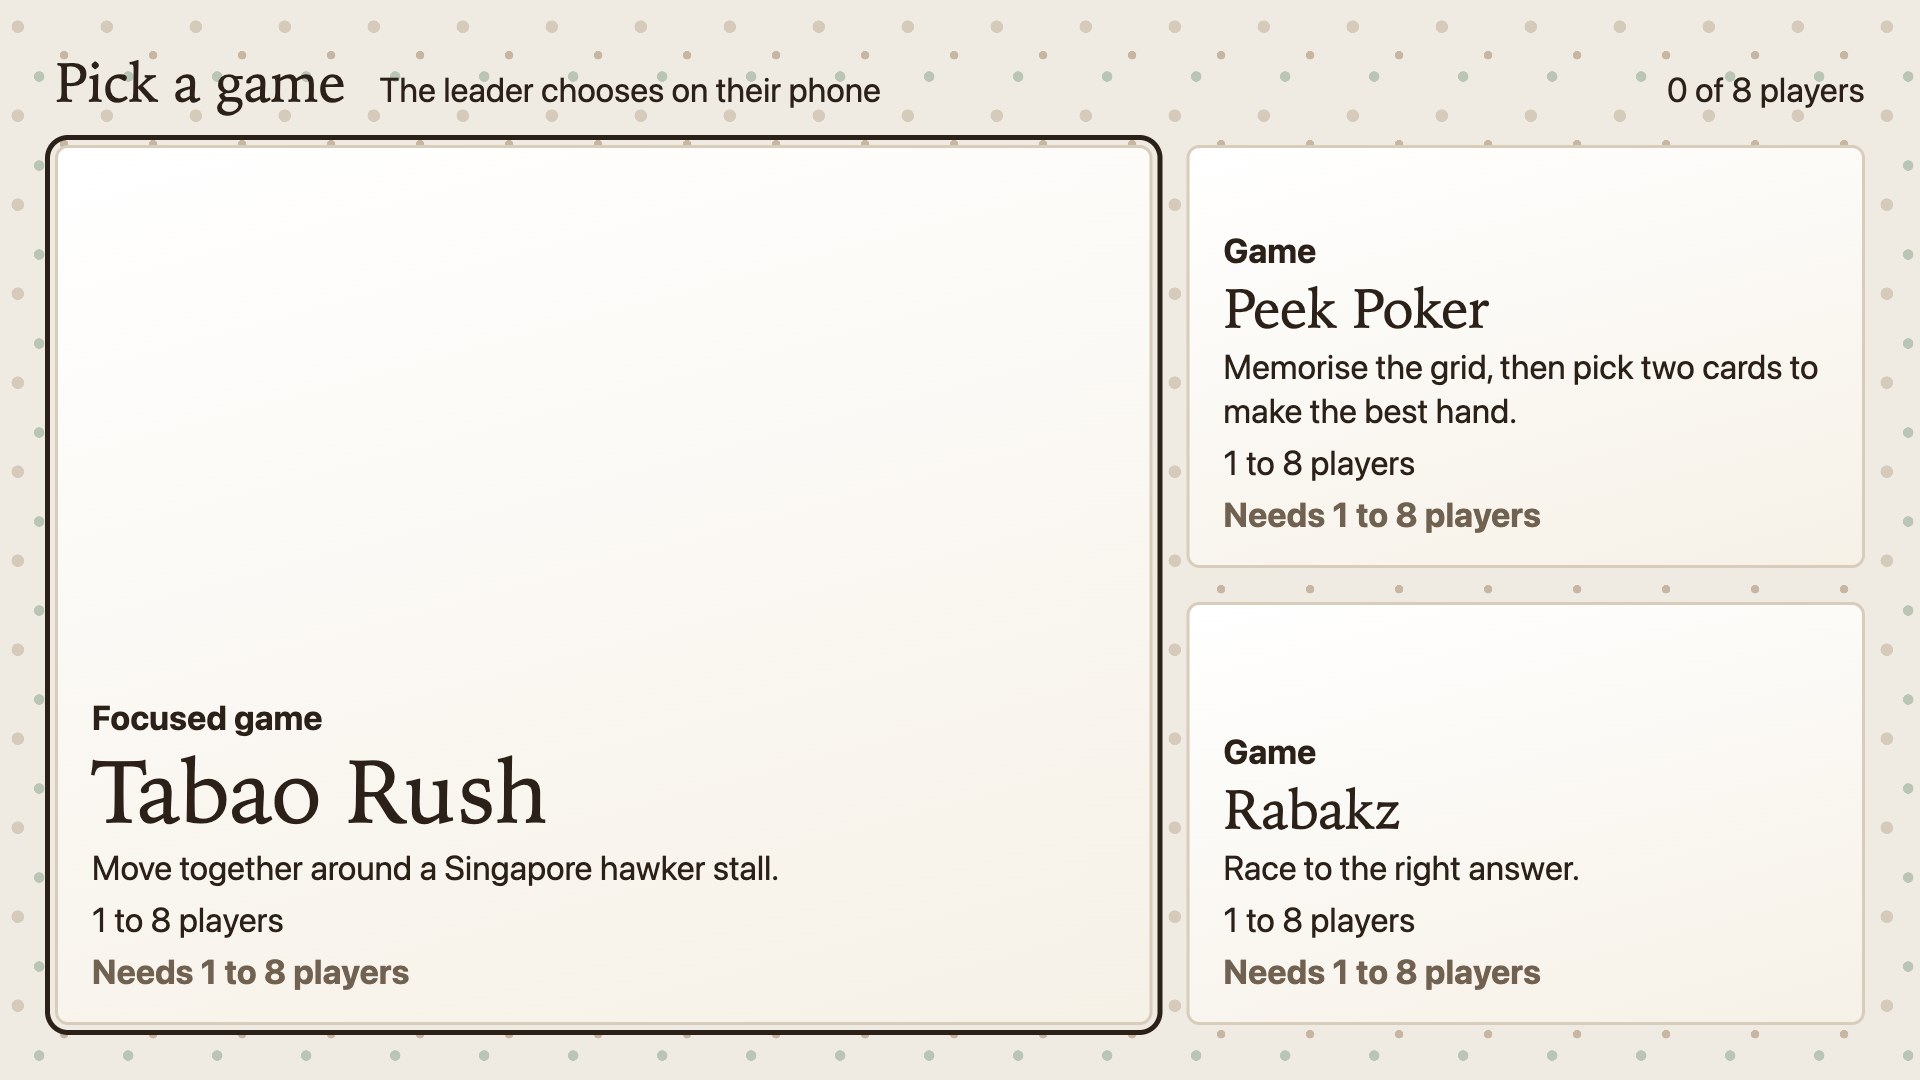 Pick a game
The leader chooses on their phone
0 of 8 players
Focused game
Tabao Rush
Move together around a Singapore hawker stall.
1 to 8 players
Needs 1 to 8 players
Game
Peek Poker
Memorise the grid, then pick two cards to
make the best hand.
1 to 8 players
Needs 1 to 8 players
Game
Rabakz
Race to the right answer.
1 to 8 players
Needs 1 to 8 players